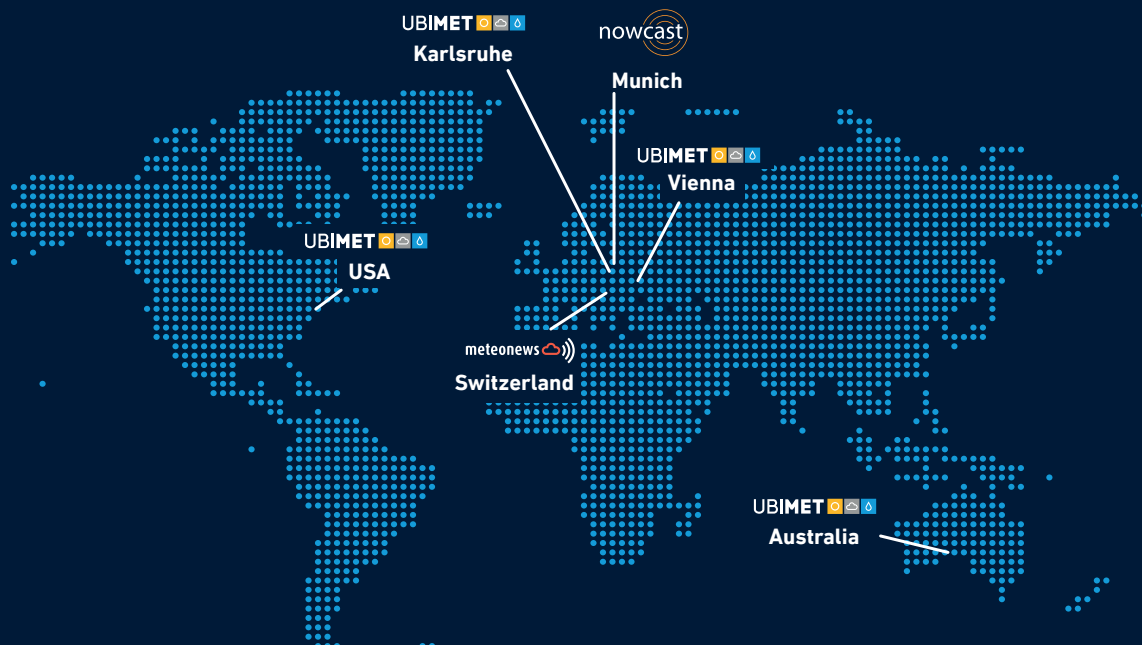 UBIMET
Karlsruhe
nowcast
Munich
UBIMET
Vienna
UBIMET
USA
meteonews
Switzerland
UBIMET
Australia